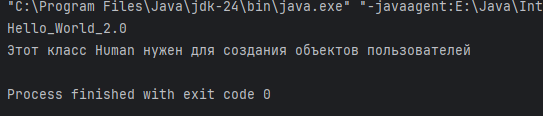 "C:\Program Files\Java\jdk-24\bin\java.exe" "-javaagent:E:\Java\Int
Hello_World_2.0
Этот класс Human нужен для создания объектов пользователей
Process finished with exit code 0